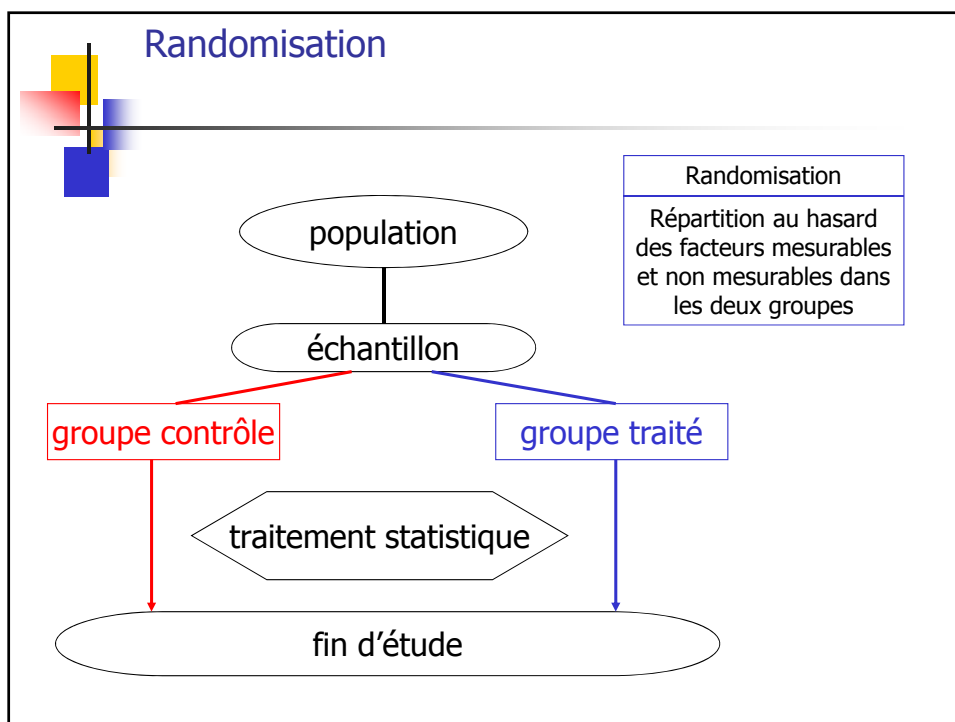 Randomisation
Randomisation
Répartition au hasard
des facteurs mesurables
et non mesurables dans
les deux groupes
population
échantillon
groupe contrôle
groupe traité
traitement statistique
fin d’étude